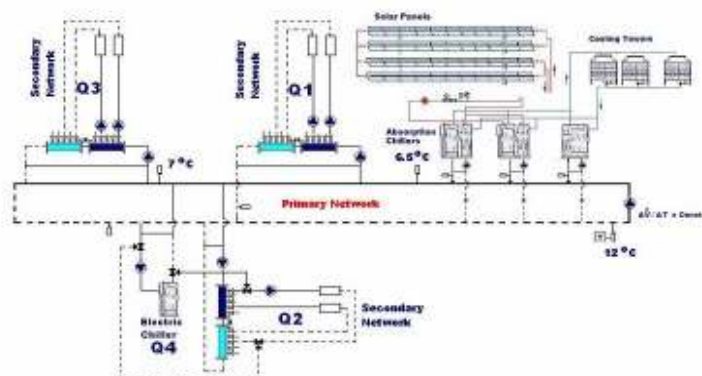 Solar Panels
Cooling Towers
Secondary
Network
Q3
Secondary
Network
Q1
Absorption
Chillers
7 °C
6.5 °C
Primary Network
12 °C
Electric
Chiller
Q4
Q2
Secondary
Network